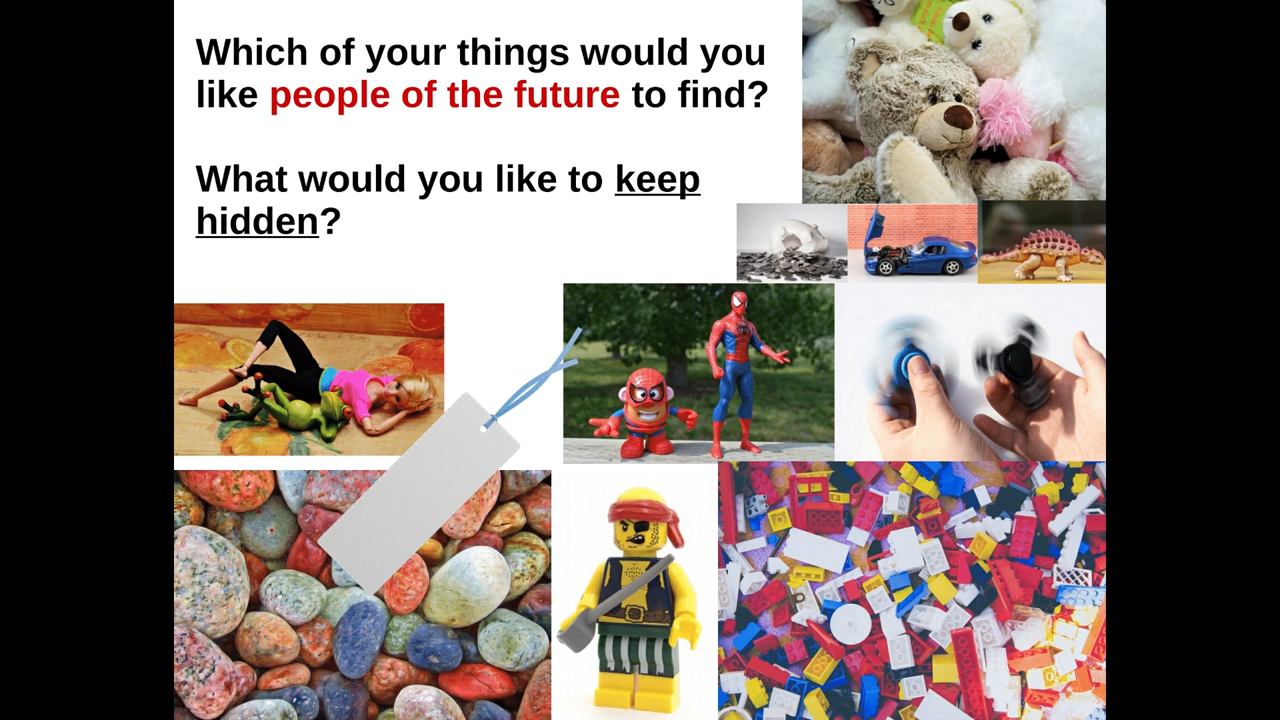 Which of your things would you
like people of the future to find?
What would you like to keep
hidden?